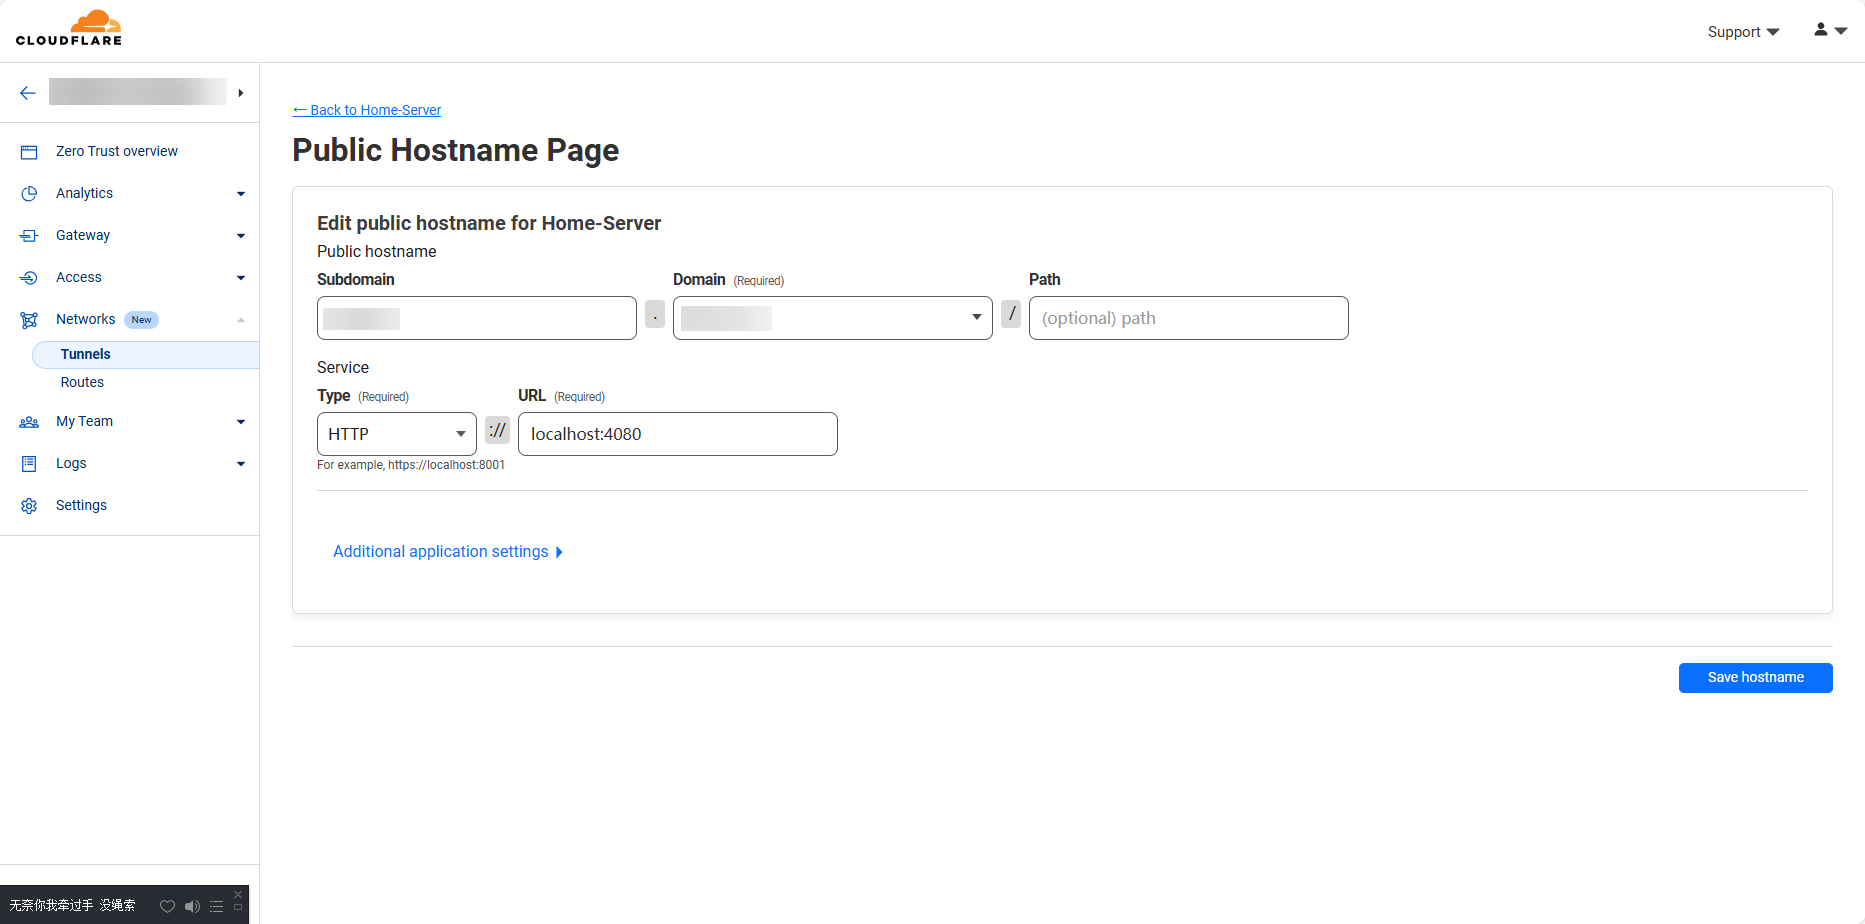 CLOUDFLARE
Support
Zero Trust overview
Analytics
Gateway
Access
Networks New
Tunnels
Routes
My Team
Logs
Settings
← Back to Home-Server
Public Hostname Page
Edit public hostname for Home-Server
Public hostname
Subdomain Domain (Required) Path
. / (optional) path
Service
Type (Required) URL (Required)
HTTP :// localhost:4080
For example, https://localhost:8001
Additional application settings
Save hostname
无奈你我牵过手 没绳索